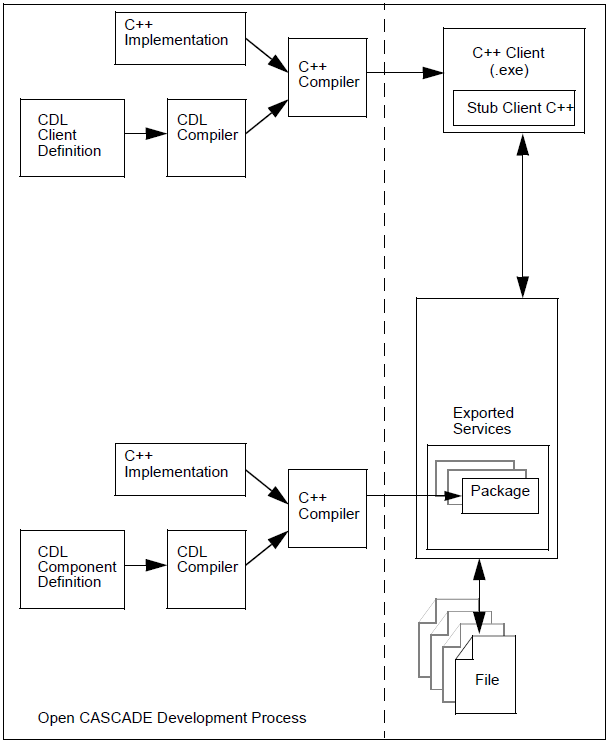 C++
Implementation
C++
Compiler
C++ Client
(.exe)
Stub Client C++
CDL
Client
Definition
CDL
Compiler
Exported
Services
C++
Implementation
C++
Compiler
Package
CDL
Component
Definition
CDL
Compiler
File
Open CASCADE Development Process